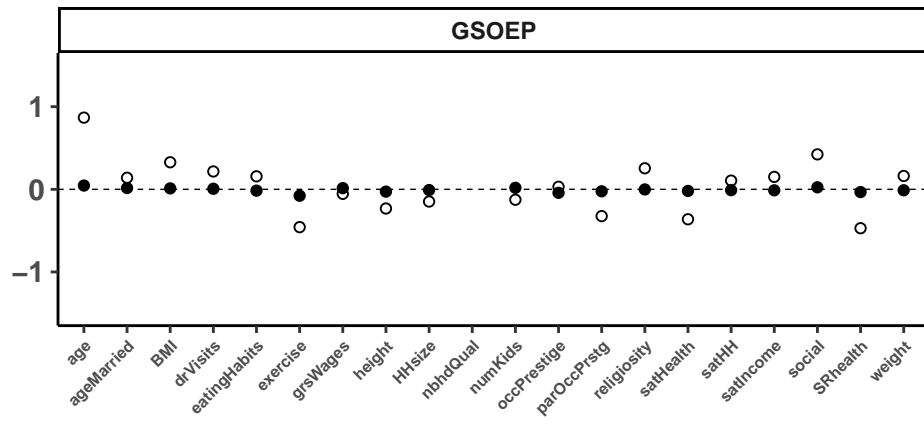 GSOEP
1
0
−1
age
ageMarried
BMI
drVisits
eatingHabits
exercise
grsWages
height
HHsize
nbhdQual
numKids
occPrestige
parOccPrstg
religiosity
satHealth
satHH
satIncome
social
SRhealth
weight